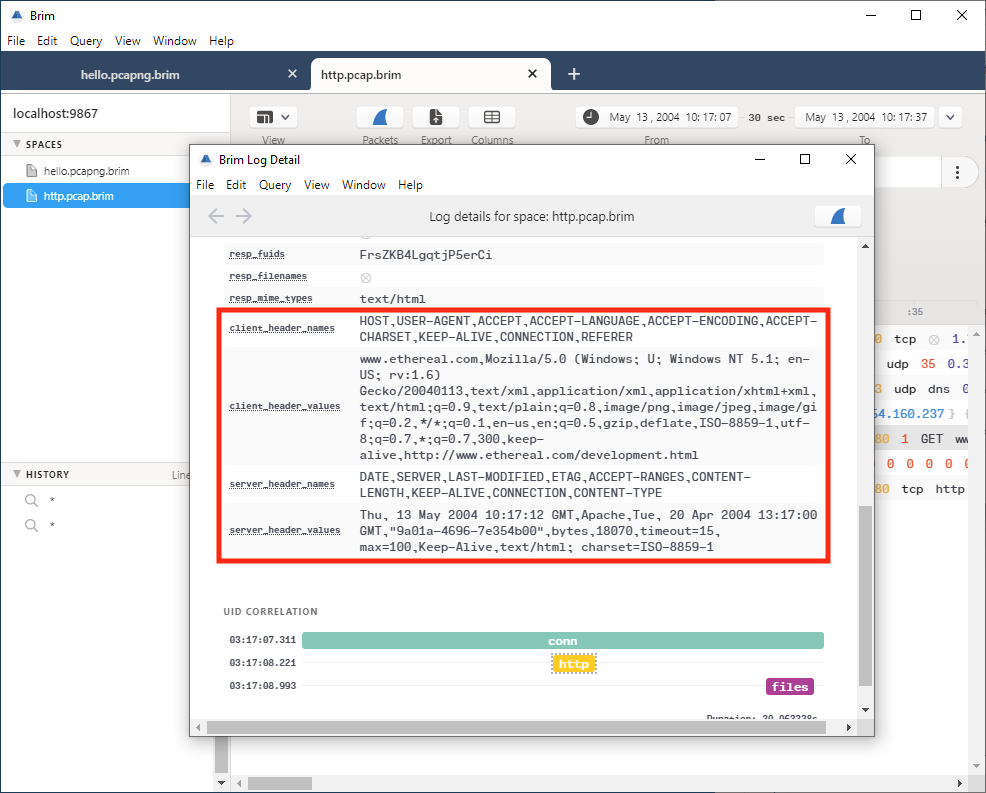 Brim
File Edit Query View Window Help
hello.pcapng.brim
http.pcap.brim
localhost:9867
View
Packets
Export
Columns
May 13 , 2004 10:17:07
30 sec
May 13 , 2004 10:17:37
From
To
SPACES
hello.pcapng.brim
http.pcap.brim
HISTORY
Line
*
*
Brim Log Detail
File Edit Query View Window Help
Log details for space: http.pcap.brim
resp_fuids FrsZKB4LgqtjP5erCi
resp_filenames
resp_mime_types text/html
client_header_names
HOST,USER-AGENT,ACCEPT,ACCEPT-LANGUAGE,ACCEPT-ENCODING,ACCEPT-
CHARSET,KEEP-ALIVE,CONNECTION,REFERER
client_header_values
www.ethereal.com,Mozilla/5.0 (Windows; U; Windows NT 5.1; en-
US; rv:1.6)
Gecko/20040113,text/xml,application/xml,application/xhtml+xml,
text/html;q=0.9,text/plain;q=0.8,image/png,image/jpeg,image/gi
f;q=0.2,*/*;q=0.1,en-us,en;q=0.5,gzip,deflate,ISO-8859-1,utf-
8;q=0.7,*;q=0.7,300,keep-
alive,http://www.ethereal.com/development.html
server_header_names
DATE,SERVER,LAST-MODIFIED,ETAG,ACCEPT-RANGES,CONTENT-
LENGTH,KEEP-ALIVE,CONNECTION,CONTENT-TYPE
server_header_values
Thu, 13 May 2004 10:17:12 GMT,Apache,Tue, 20 Apr 2004 13:17:00
GMT,"9a01a-4696-7e354b00",bytes,18070,timeout=15,
max=100,Keep-Alive,text/html; charset=ISO-8859-1
UID CORRELATION
03:17:07.311 conn
03:17:08.221 http
03:17:08.993 files
:35
0 tcp 1.
udp 35 0.3
3 udp dns 0
54.160.237 } {
80 1 GET ww
0 0 0 0 0
80 tcp http